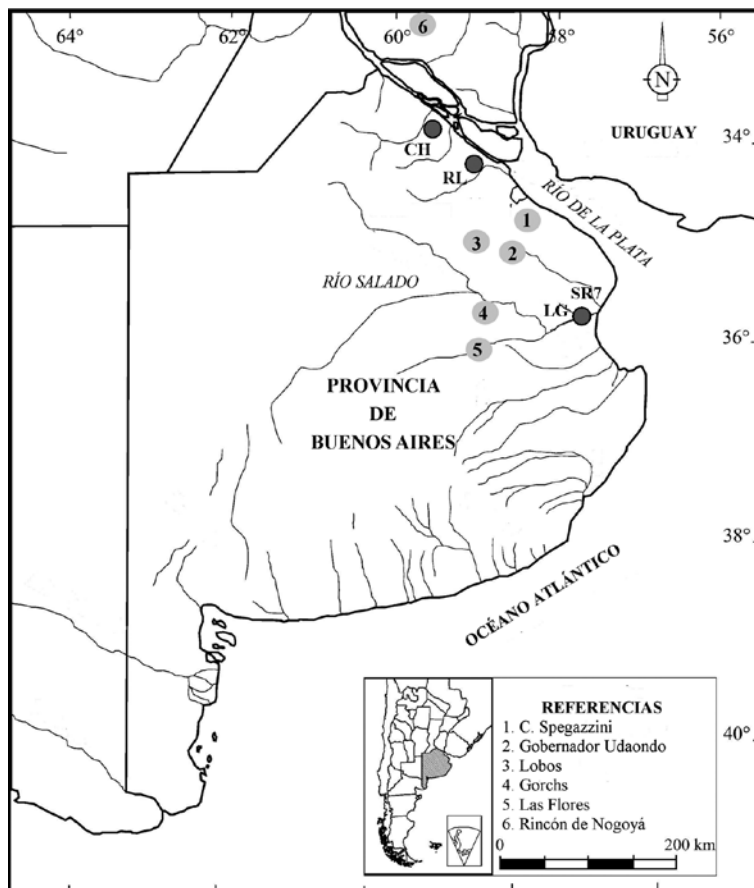 6
64°
62°
60°
58°
56°
N
URUGUAY
34°
CH
RL
RÍO DE LA PLATA
1
3
2
RÍO SALADO
SR7
LG
4
36°
5
PROVINCIA
DE
BUENOS AIRES
38°
OCÉANO ATLÁNTICO
REFERENCIAS
1. C. Spegazzini
2. Gobernador Udaondo
3. Lobos
4. Gorchs
5. Las Flores
6. Rincón de Nogoyá
40°
0 200 km